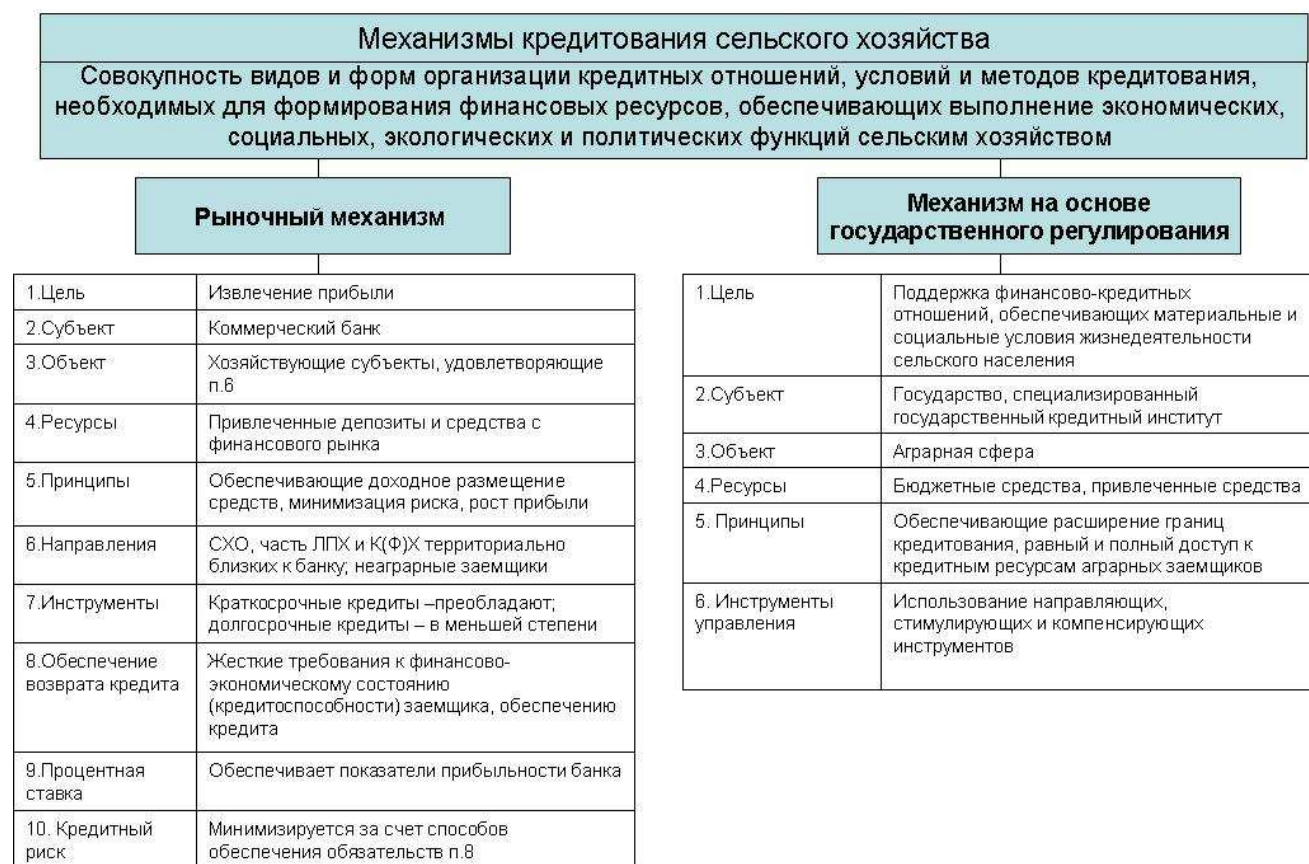 Механизмы кредитования сельского хозяйства
Совокупность видов и форм организации кредитных отношений, условий и методов кредитования,
необходимых для формирования финансовых ресурсов, обеспечивающих выполнение экономических,
социальных, экологических и политических функций сельским хозяйством
Рыночный механизм
1.Цель
Извлечение прибыли
2.Субъект
Коммерческий банк
3.Объект
Хозяйствующие субъекты, удовлетворяющие
п.6
4.Ресурсы
Привлеченные депозиты и средства с
финансового рынка
5.Принципы
Обеспечивающие доходное размещение
средств, минимизация риска, рост прибыли
6.Направления
СХО, часть ЛПХ и К(Ф)Х территориально
близких к банку; неаграрные заемщики
7.Инструменты
Краткосрочные кредиты –преобладают;
долгосрочные кредиты – в меньшей степени
8.Обеспечение
возврата кредита
Жесткие требования к финансово-
экономическому состоянию
(кредитоспособности) заемщика, обеспечению
кредита
9.Процентная
ставка
Обеспечивает показатели прибыльности банка
10. Кредитный
риск
Минимизируется за счет способов
обеспечения обязательств п.8
Механизм на основе
государственного регулирования
1.Цель
Поддержка финансово-кредитных
отношений, обеспечивающих материальные и
социальные условия жизнедеятельности
сельского населения
2.Субъект
Государство, специализированный
государственный кредитный институт
3.Объект
Аграрная сфера
4.Ресурсы
Бюджетные средства, привлеченные средства
5. Принципы
Обеспечивающие расширение границ
кредитования, равный и полный доступ к
кредитным ресурсам аграрных заемщиков
6. Инструменты
управления
Использование направляющих,
стимулирующих и компенсирующих
инструментов